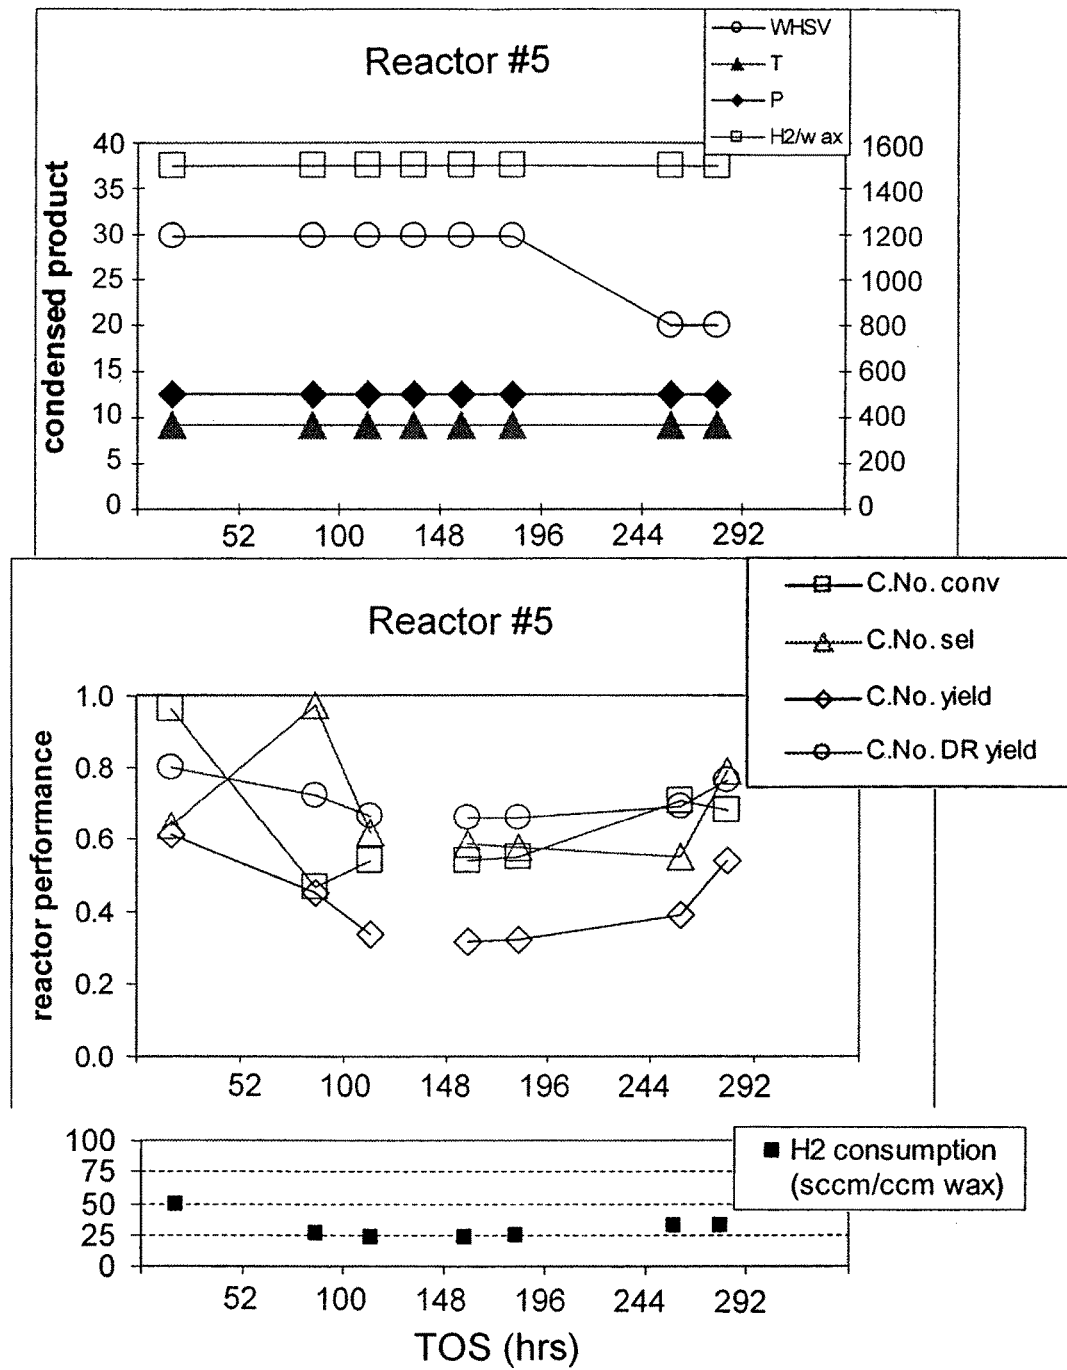 Reactor #5
WHSV
T
P
H2/w ax
condensed product
40
35
30
25
20
15
10
5
0
1600
1400
1200
1000
800
600
400
200
0
52 100 148 196 244 292
Reactor #5
C.No. conv
C.No. sel
C.No. yield
C.No. DR yield
reactor performance
1.0
0.8
0.6
0.4
0.2
0.0
52 100 148 196 244 292
100
75
50
25
0
H2 consumption
(sccm/ccm wax)
52 100 148 196 244 292
TOS (hrs)